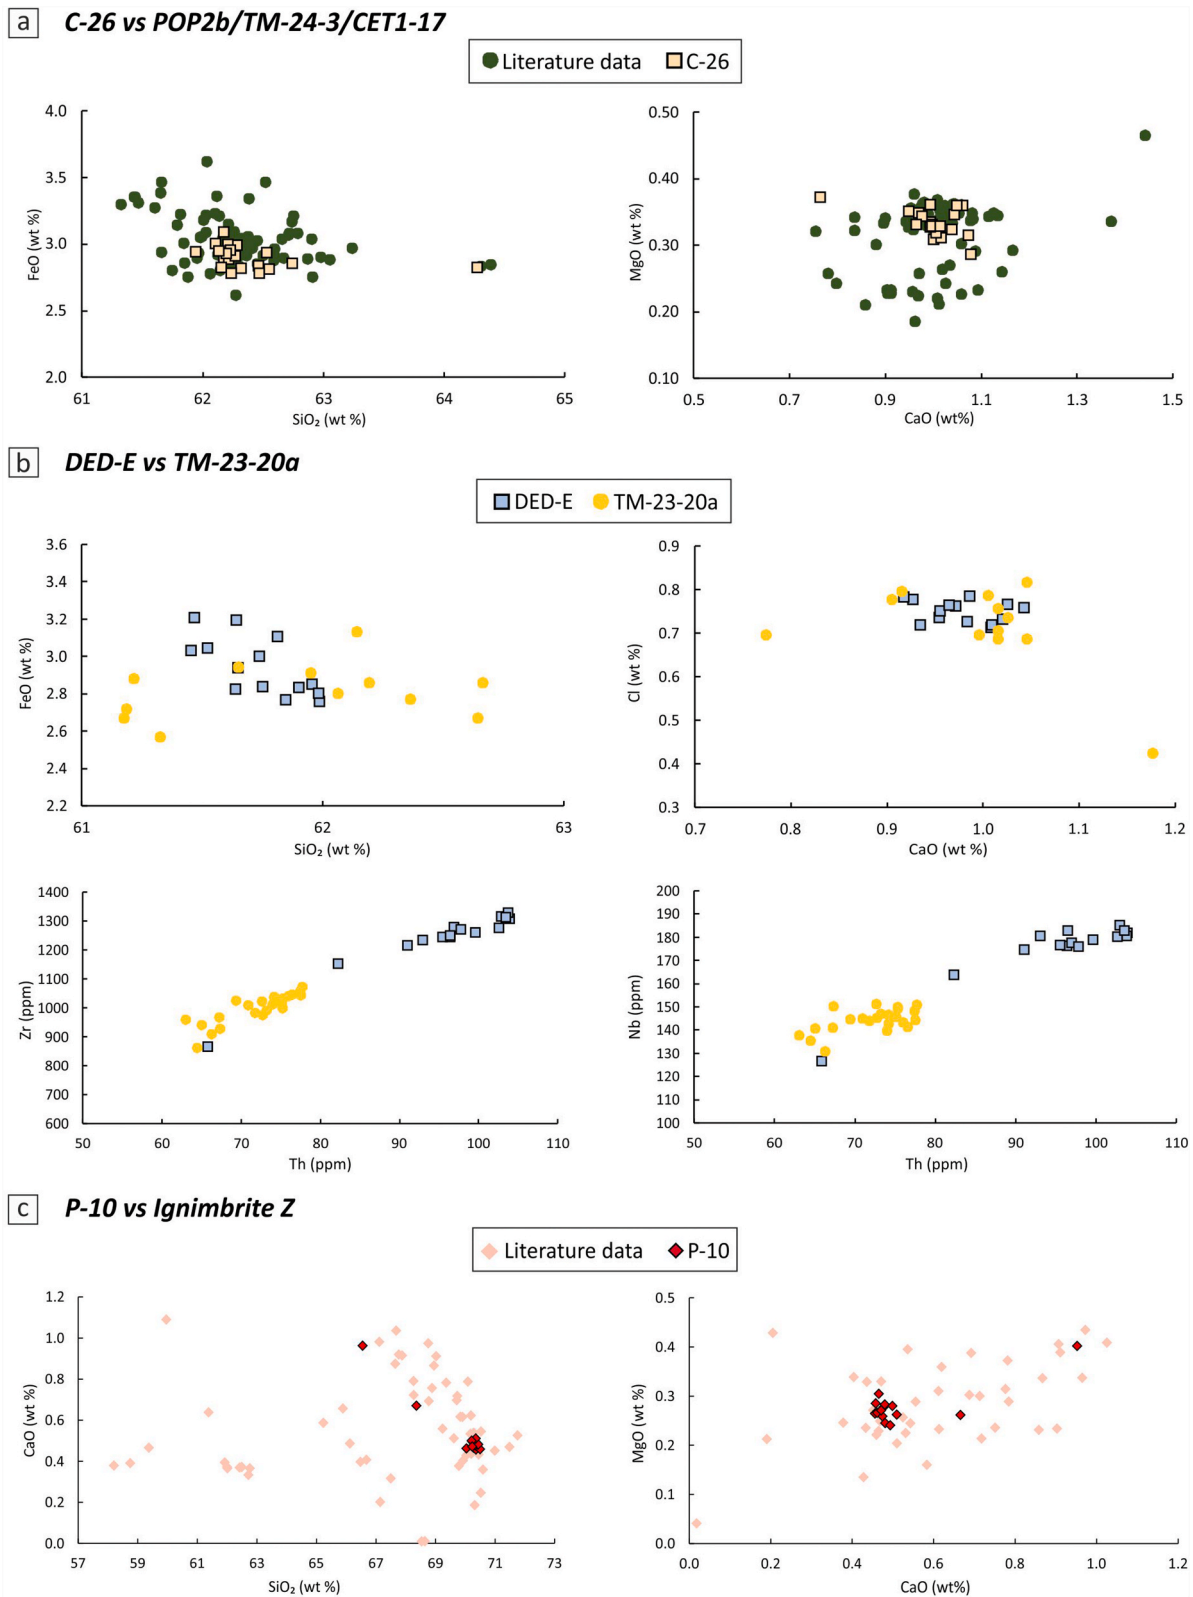 a C-26 vs POP2b/TM-24-3/CET1-17
Literature data C-26
4.0
3.5
3.0
2.5
2.0
FeO (wt %)
61 62 63 64 65
SiO₂ (wt %)
0.50
0.40
0.30
0.20
0.10
MgO (wt %)
0.5 0.7 0.9 1.1 1.3 1.5
CaO (wt%)
b DED-E vs TM-23-20a
DED-E TM-23-20a
3.6
3.4
3.2
3.0
2.8
2.6
2.4
2.2
FeO (wt %)
61 62 63
SiO₂ (wt %)
0.9
0.8
0.7
0.6
0.5
0.4
0.3
Cl (wt %)
0.7 0.8 0.9 1.0 1.1 1.2
CaO (wt %)
1400
1300
1200
1100
1000
900
800
700
600
Zr (ppm)
50 60 70 80 90 100 110
Th (ppm)
200
190
180
170
160
150
140
130
120
110
100
Nb (ppm)
50 60 70 80 90 100 110
Th (ppm)
c P-10 vs Ignimbrite Z
Literature data P-10
1.2
1.0
0.8
0.6
0.4
0.2
0.0
CaO (wt %)
57 59 61 63 65 67 69 71 73
SiO₂ (wt %)
0.5
0.4
0.3
0.2
0.1
0.0
MgO (wt %)
0.0 0.2 0.4 0.6 0.8 1.0 1.2
CaO (wt%)